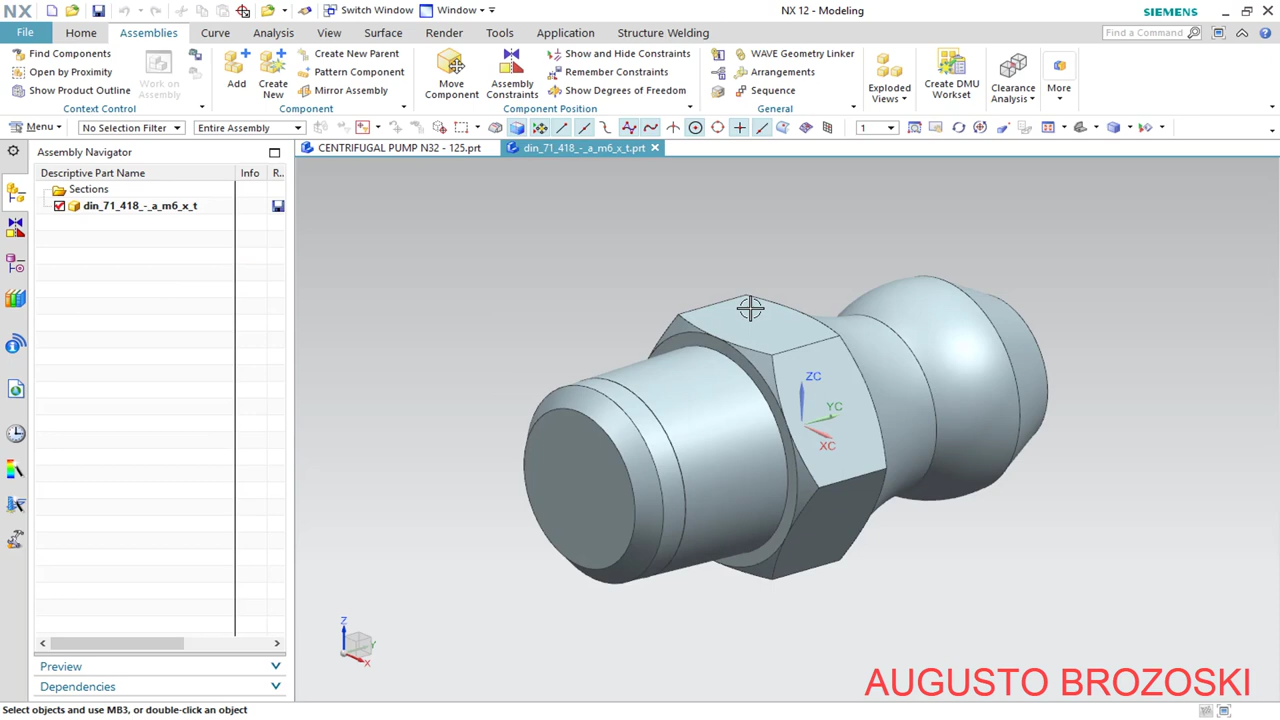 NX
Switch Window
Window
NX 12 - Modeling
SIEMENS
File
Home
Assemblies
Curve
Analysis
View
Surface
Render
Tools
Application
Structure Welding
Find a Command
Find Components
Open by Proximity
Show Product Outline
Work on Assembly
Context Control
Add
Create New
Create New Parent
Pattern Component
Mirror Assembly
Component
Move Component
Assembly Constraints
Show and Hide Constraints
Remember Constraints
Show Degrees of Freedom
Component Position
WAVE Geometry Linker
Arrangements
Sequence
General
Exploded Views
Create DMU Workset
Clearance Analysis
More
Menu
No Selection Filter
Entire Assembly
1
Assembly Navigator
CENTRIFUGAL PUMP N32 - 125.prt
din_71_418_-_a_m6_x_t.prt
Descriptive Part Name
Info
R..
Sections
din_71_418_-_a_m6_x_t
ZC
YC
XC
Z
Y
X
Preview
Dependencies
AUGUSTO BROZOSKI
Select objects and use MB3, or double-click an object